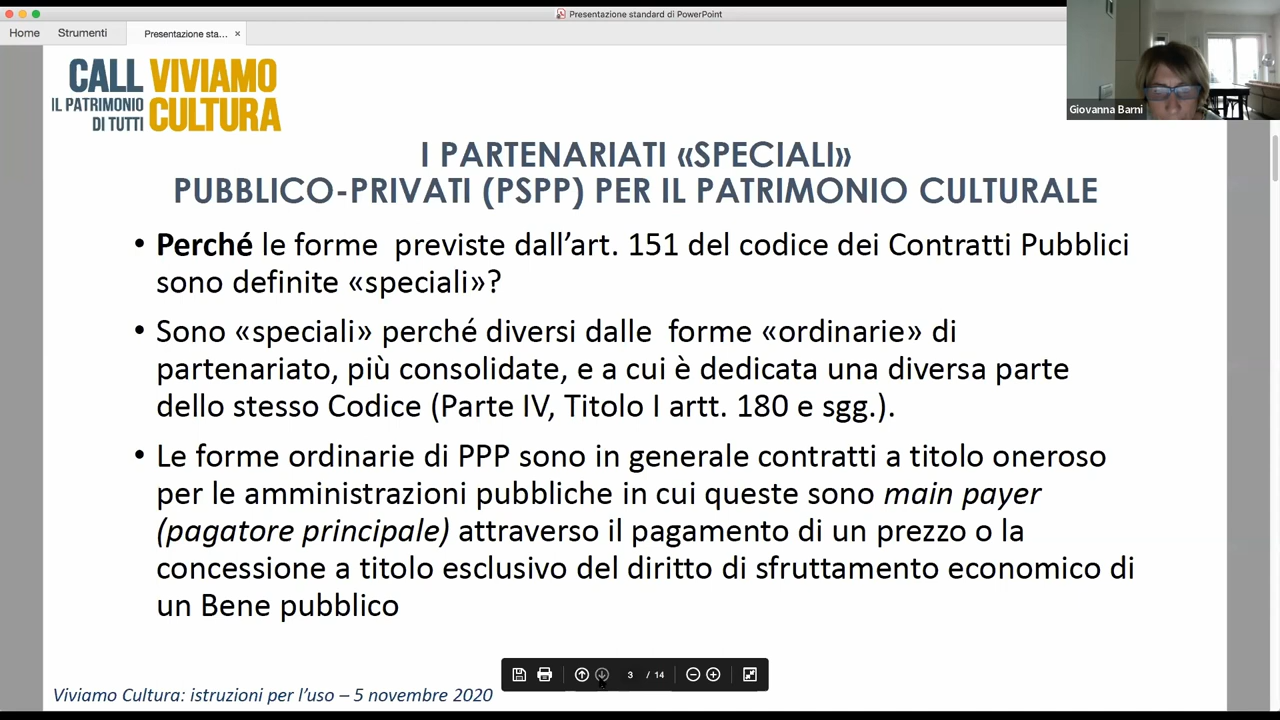 Presentazione standard di PowerPoint
Home
Strumenti
Presentazione sta... ×
CALL VIVIAMO
IL PATRIMONIO
DI TUTTI CULTURA
Giovanna Barni
I PARTENARIATI «SPECIALI»
PUBBLICO-PRIVATI (PSPP) PER IL PATRIMONIO CULTURALE
• Perché le forme previste dall’art. 151 del codice dei Contratti Pubblici
sono definite «speciali»?
• Sono «speciali» perché diversi dalle forme «ordinarie» di
partenariato, più consolidate, e a cui è dedicata una diversa parte
dello stesso Codice (Parte IV, Titolo I artt. 180 e sgg.).
• Le forme ordinarie di PPP sono in generale contratti a titolo oneroso
per le amministrazioni pubbliche in cui queste sono main payer
(pagatore principale) attraverso il pagamento di un prezzo o la
concessione a titolo esclusivo del diritto di sfruttamento economico di
un Bene pubblico
3 / 14
Viviamo Cultura: istruzioni per l’uso – 5 novembre 2020